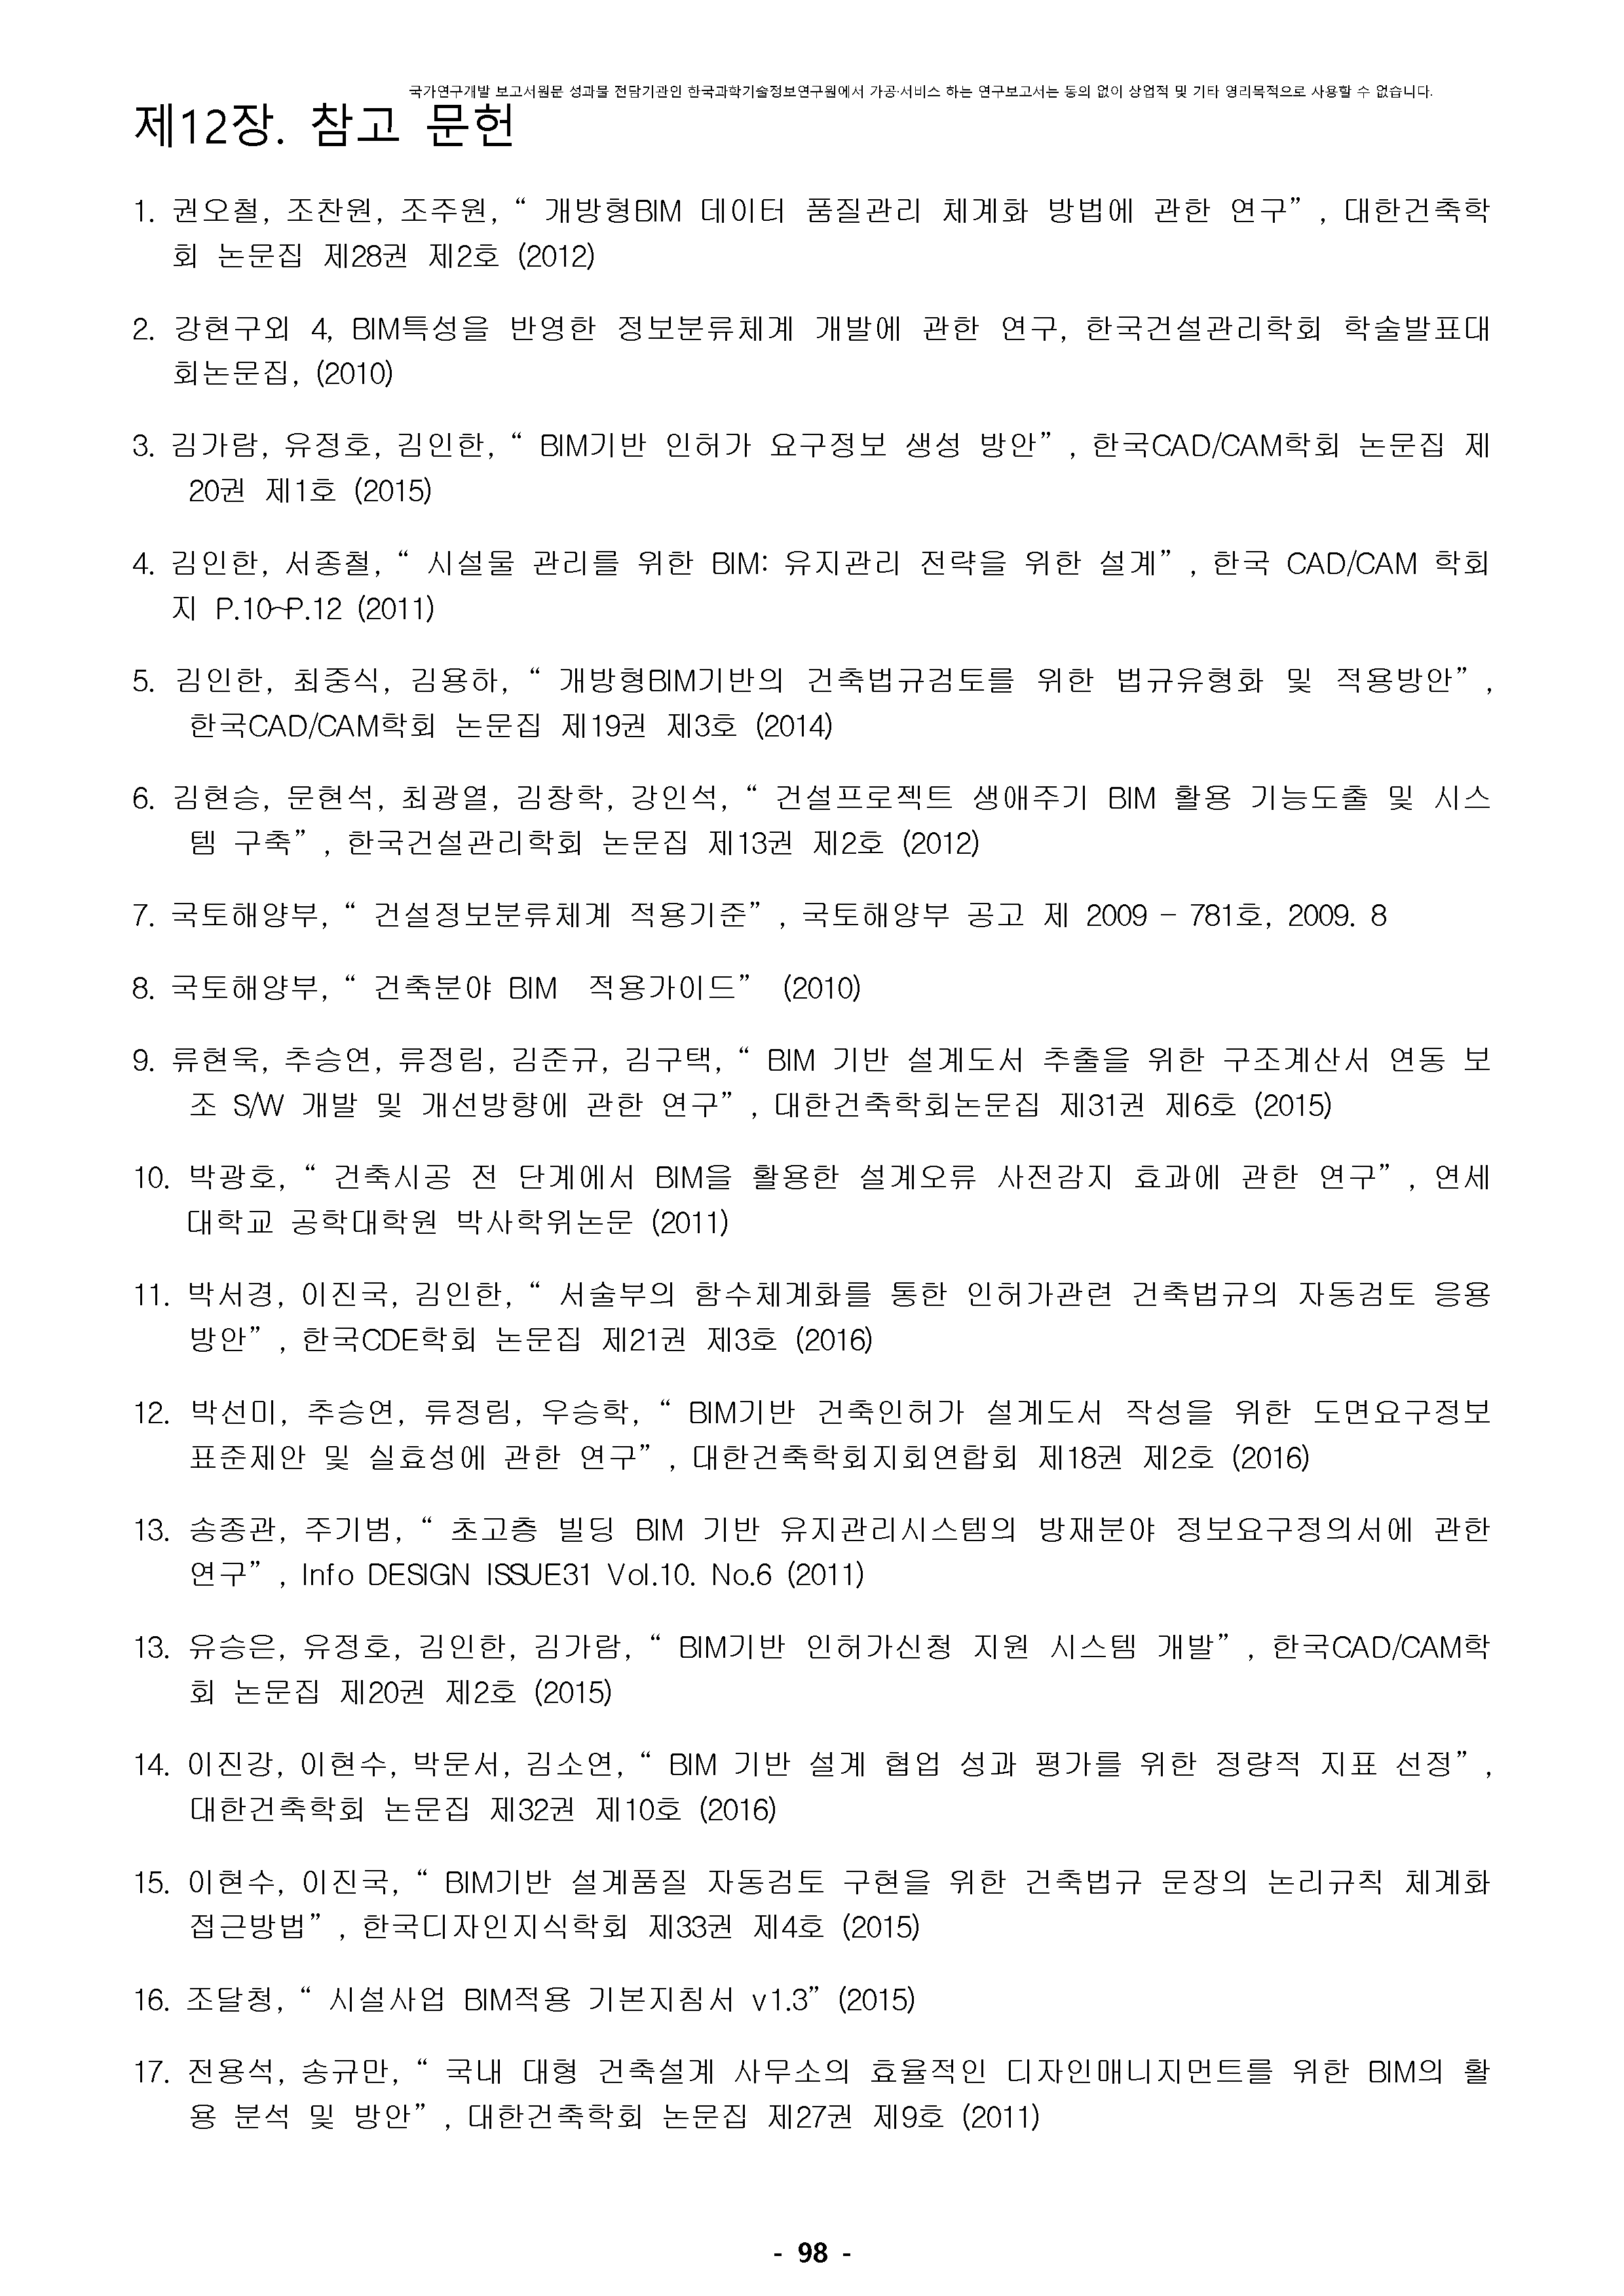 국가연구개발 보고서원문 성과물 전담기관인 한국과학기술정보연구원에서 가공·서비스 하는 연구보고서는 동의 없이 상업적 및 기타 영리목적으로 사용할 수 없습니다.
제12장. 참고 문헌
1. 권오철, 조찬원, 조주원, “ 개방형BIM 데이터 품질관리 체계화 방법에 관한 연구” , 대한건축학
회 논문집 제28권 제2호 (2012)
2. 강현구외 4, BIM특성을 반영한 정보분류체계 개발에 관한 연구, 한국건설관리학회 학술발표대
회논문집, (2010)
3. 김가람, 유정호, 김인한, “ BIM기반 인허가 요구정보 생성 방안” , 한국CAD/CAM학회 논문집 제
20권 제1호 (2015)
4. 김인한, 서종철, “ 시설물 관리를 위한 BIM: 유지관리 전략을 위한 설계” , 한국 CAD/CAM 학회
지 P.10~P.12 (2011)
5. 김인한, 최중식, 김용하, “ 개방형BIM기반의 건축법규검토를 위한 법규유형화 및 적용방안” ,
한국CAD/CAM학회 논문집 제19권 제3호 (2014)
6. 김현승, 문현석, 최광열, 김창학, 강인석, “ 건설프로젝트 생애주기 BIM 활용 기능도출 및 시스
템 구축” , 한국건설관리학회 논문집 제13권 제2호 (2012)
7. 국토해양부, “ 건설정보분류체계 적용기준” , 국토해양부 공고 제 2009 - 781호, 2009. 8
8. 국토해양부, “ 건축분야 BIM 적용가이드” (2010)
9. 류현욱, 추승연, 류정림, 김준규, 김구택, “ BIM 기반 설계도서 추출을 위한 구조계산서 연동 보
조 S/W 개발 및 개선방향에 관한 연구” , 대한건축학회논문집 제31권 제6호 (2015)
10. 박광호, “ 건축시공 전 단계에서 BIM을 활용한 설계오류 사전감지 효과에 관한 연구” , 연세
대학교 공학대학원 박사학위논문 (2011)
11. 박서경, 이진국, 김인한, “ 서술부의 함수체계화를 통한 인허가관련 건축법규의 자동검토 응용
방안” , 한국CDE학회 논문집 제21권 제3호 (2016)
12. 박선미, 추승연, 류정림, 우승학, “ BIM기반 건축인허가 설계도서 작성을 위한 도면요구정보
표준제안 및 실효성에 관한 연구” , 대한건축학회지회연합회 제18권 제2호 (2016)
13. 송종관, 주기범, “ 초고층 빌딩 BIM 기반 유지관리시스템의 방재분야 정보요구정의서에 관한
연구” , Info DESIGN ISSUE31 Vol.10. No.6 (2011)
13. 유승은, 유정호, 김인한, 김가람, “ BIM기반 인허가신청 지원 시스템 개발” , 한국CAD/CAM학
회 논문집 제20권 제2호 (2015)
14. 이진강, 이현수, 박문서, 김소연, “ BIM 기반 설계 협업 성과 평가를 위한 정량적 지표 선정” ,
대한건축학회 논문집 제32권 제10호 (2016)
15. 이현수, 이진국, “ BIM기반 설계품질 자동검토 구현을 위한 건축법규 문장의 논리규칙 체계화
접근방법” , 한국디자인지식학회 제33권 제4호 (2015)
16. 조달청, “ 시설사업 BIM적용 기본지침서 v1.3” (2015)
17. 전용석, 송규만, “ 국내 대형 건축설계 사무소의 효율적인 디자인매니지먼트를 위한 BIM의 활
용 분석 및 방안” , 대한건축학회 논문집 제27권 제9호 (2011)
- 98 -